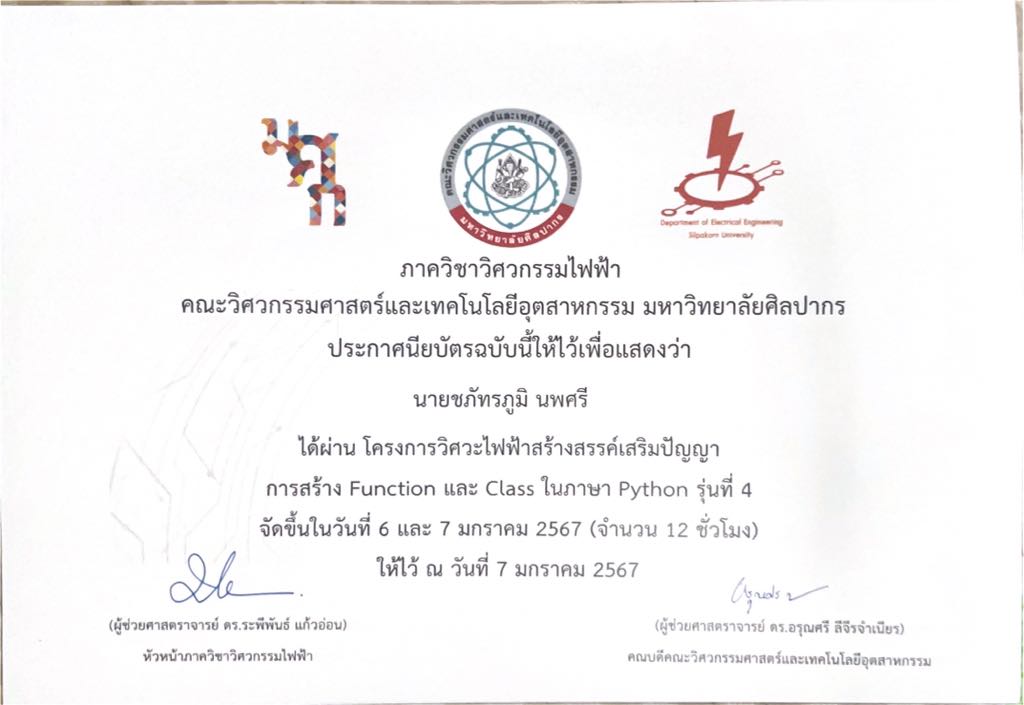 มศก
คณะวิศวกรรมศาสตร์และเทคโนโลยีอุตสาหกรรม
มหาวิทยาลัยศิลปากร
Department of Electrical Engineering
Silpakorn University
ภาควิชาวิศวกรรมไฟฟ้า
คณะวิศวกรรมศาสตร์และเทคโนโลยีอุตสาหกรรม มหาวิทยาลัยศิลปากร
ประกาศนียบัตรฉบับนี้ให้ไว้เพื่อแสดงว่า
นายชภัทรภูมิ นพศรี
ได้ผ่าน โครงการวิศวะไฟฟ้าสร้างสรรค์เสริมปัญญา
การสร้าง Function และ Class ในภาษา Python รุ่นที่ 4
จัดขึ้นในวันที่ 6 และ 7 มกราคม 2567 (จำนวน 12 ชั่วโมง)
ให้ไว้ ณ วันที่ 7 มกราคม 2567
(ผู้ช่วยศาสตราจารย์ ดร.ระพีพันธ์ แก้วอ่อน)
หัวหน้าภาควิชาวิศวกรรมไฟฟ้า
(ผู้ช่วยศาสตราจารย์ ดร.อรุณศรี ลีจีรจำเนียร)
คณบดีคณะวิศวกรรมศาสตร์และเทคโนโลยีอุตสาหกรรม